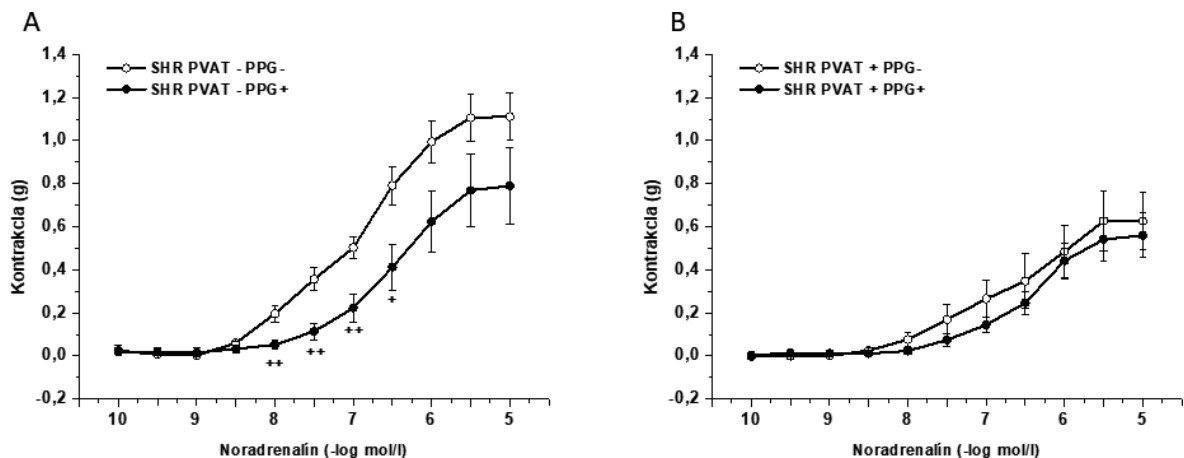 A
1,4
1,2
1,0
0,8
0,6
0,4
0,2
0,0
-0,2
Kontrakcia (g)
SHR PVAT - PPG-
SHR PVAT - PPG+
++
++
++
+
10 9 8 7 6 5
Noradrenalín (-log mol/l)
B
1,4
1,2
1,0
0,8
0,6
0,4
0,2
0,0
-0,2
Kontrakcia (g)
SHR PVAT + PPG-
SHR PVAT + PPG+
10 9 8 7 6 5
Noradrenalín (-log mol/l)